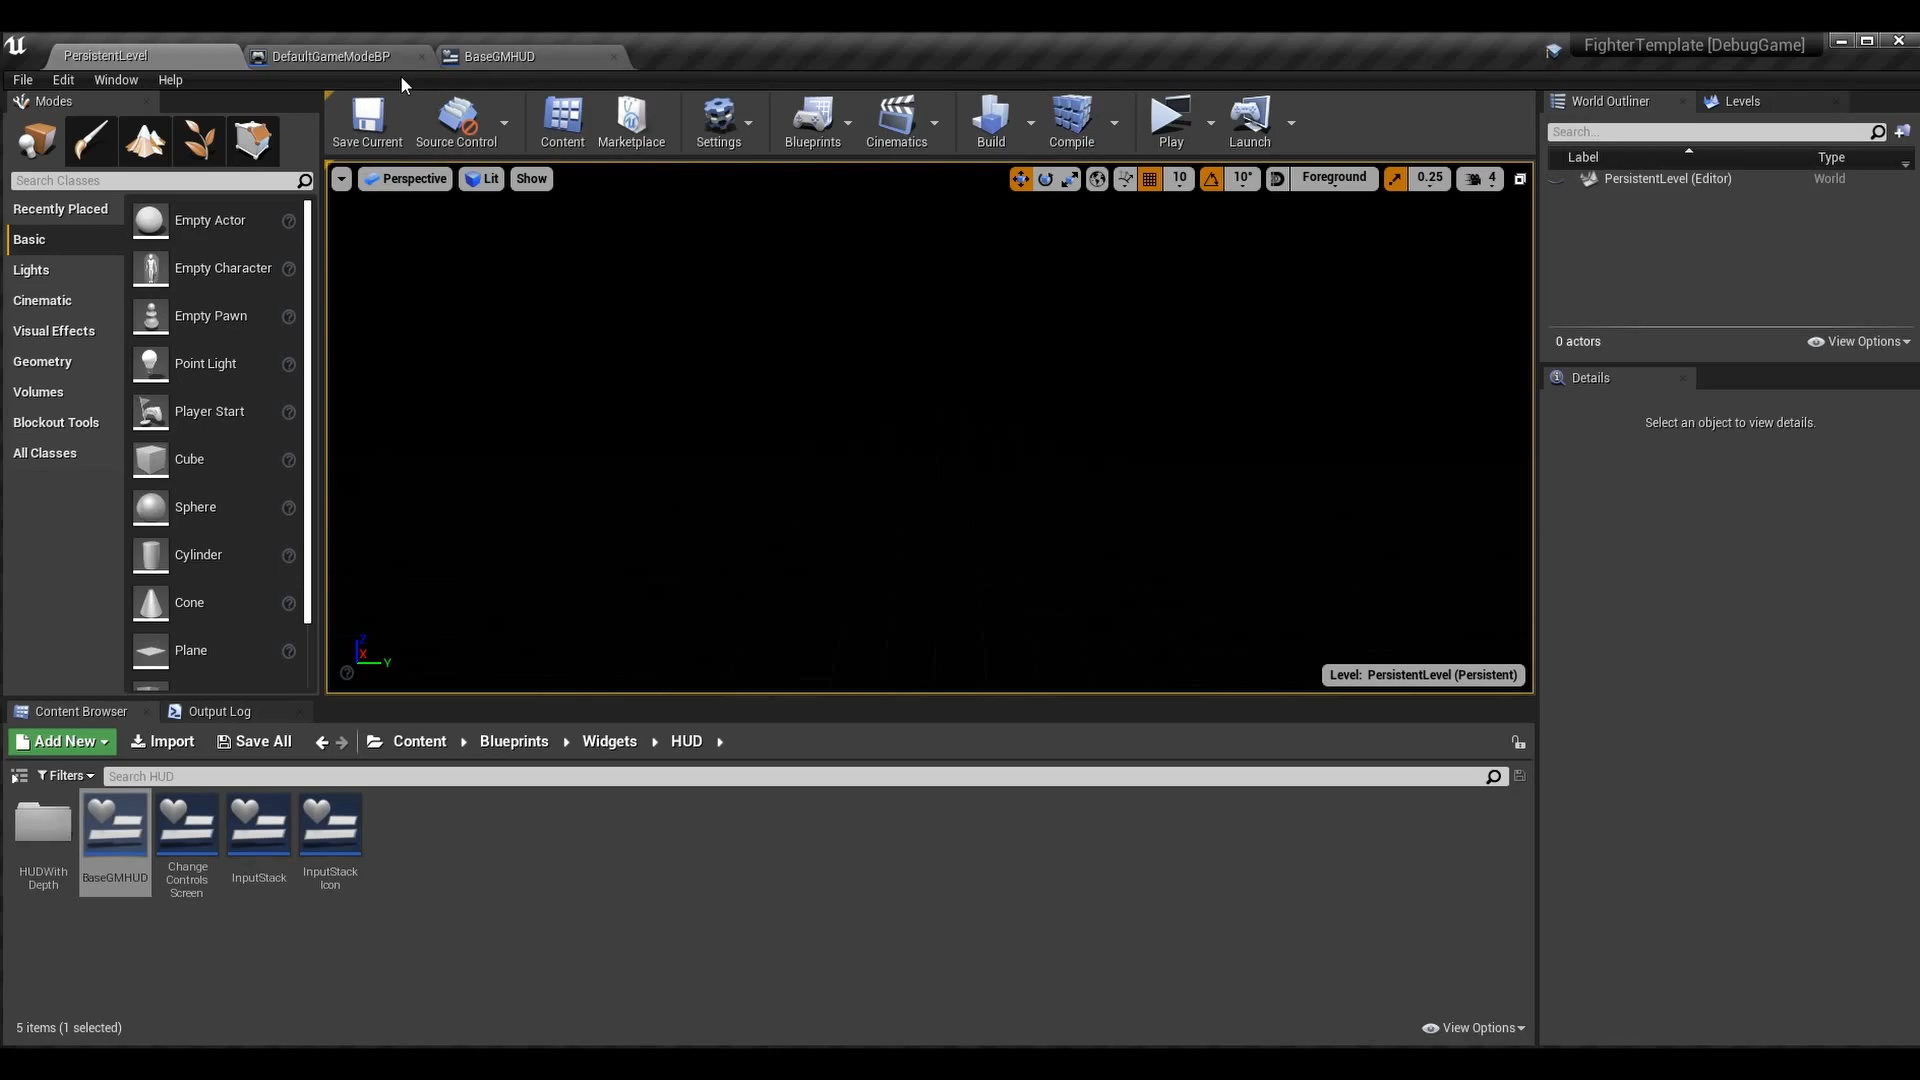 PersistentLevel
DefaultGameModeBP
BaseGMHUD
FighterTemplate [DebugGame]
File Edit Window Help
Modes
Search Classes
Recently Placed
Basic
Lights
Cinematic
Visual Effects
Geometry
Volumes
Blockout Tools
All Classes
Empty Actor
Empty Character
Empty Pawn
Point Light
Player Start
Cube
Sphere
Cylinder
Cone
Plane
Save Current
Source Control
Content
Marketplace
Settings
Blueprints
Cinematics
Build
Compile
Play
Launch
Perspective
Lit
Show
10
10°
Foreground
0.25
4
Z
X
Y
Level: PersistentLevel (Persistent)
World Outliner
Levels
Search...
Label
Type
PersistentLevel (Editor)
World
0 actors
View Options
Details
Select an object to view details.
Content Browser
Output Log
Add New
Import
Save All
Content
Blueprints
Widgets
HUD
Filters
Search HUD
HUDWith
Depth
BaseGMHUD
Change
Controls
Screen
InputStack
InputStack
Icon
5 items (1 selected)
View Options